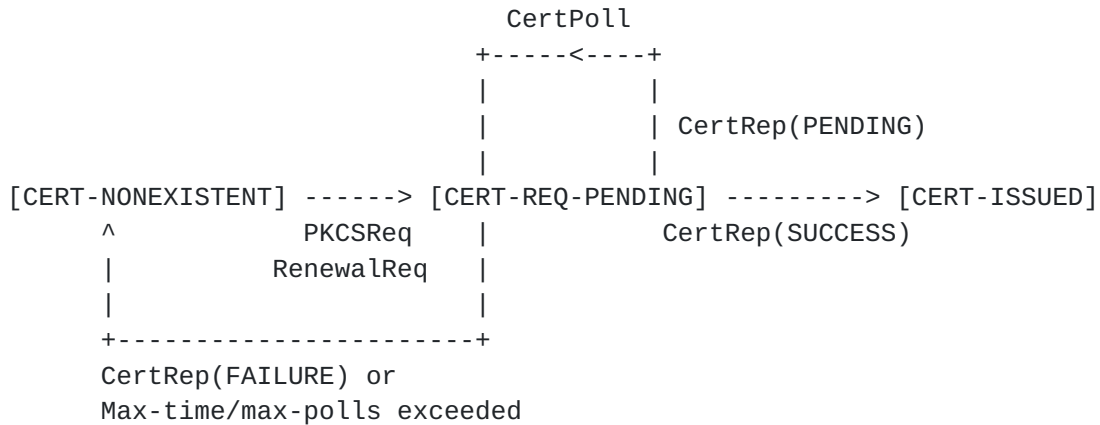 CertPoll
+-----<----+
|          |
|          | CertRep(PENDING)
|          |
[CERT-NONEXISTENT] ------> [CERT-REQ-PENDING] ---------> [CERT-ISSUED]
^            PKCSReq    |           CertRep(SUCCESS)
|          RenewalReq   |
|                       |
+-----------------------+
CertRep(FAILURE) or
Max-time/max-polls exceeded